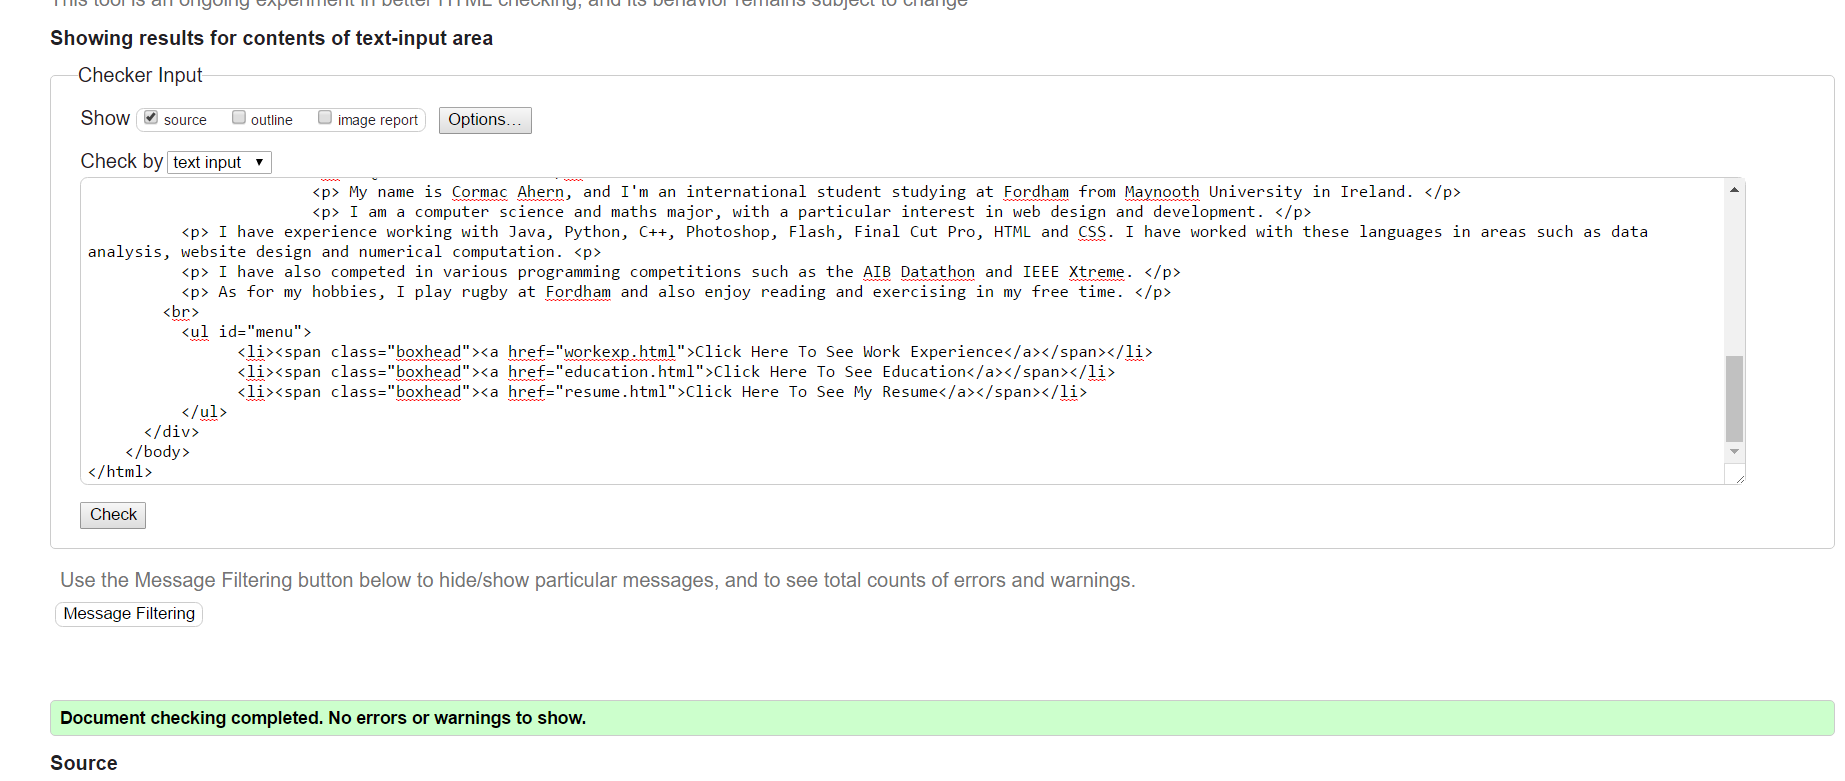 This tool is an ongoing experiment in better HTML checking, and its behavior remains subject to change
Showing results for contents of text-input area
Checker Input
Show source outline image report Options...
Check by text input
<p> My name is Cormac Ahern, and I'm an international student studying at Fordham from Maynooth University in Ireland. </p>
<p> I am a computer science and maths major, with a particular interest in web design and development. </p>
<p> I have experience working with Java, Python, C++, Photoshop, Flash, Final Cut Pro, HTML and CSS. I have worked with these languages in areas such as data
analysis, website design and numerical computation. <p>
<p> I have also competed in various programming competitions such as the AIB Datathon and IEEE Xtreme. </p>
<p> As for my hobbies, I play rugby at Fordham and also enjoy reading and exercising in my free time. </p>
<br>
<ul id="menu">
<li><span class="boxhead"><a href="workexp.html">Click Here To See Work Experience</a></span></li>
<li><span class="boxhead"><a href="education.html">Click Here To See Education</a></span></li>
<li><span class="boxhead"><a href="resume.html">Click Here To See My Resume</a></span></li>
</ul>
</div>
</body>
</html>
Check
Use the Message Filtering button below to hide/show particular messages, and to see total counts of errors and warnings.
Message Filtering
Document checking completed. No errors or warnings to show.
Source